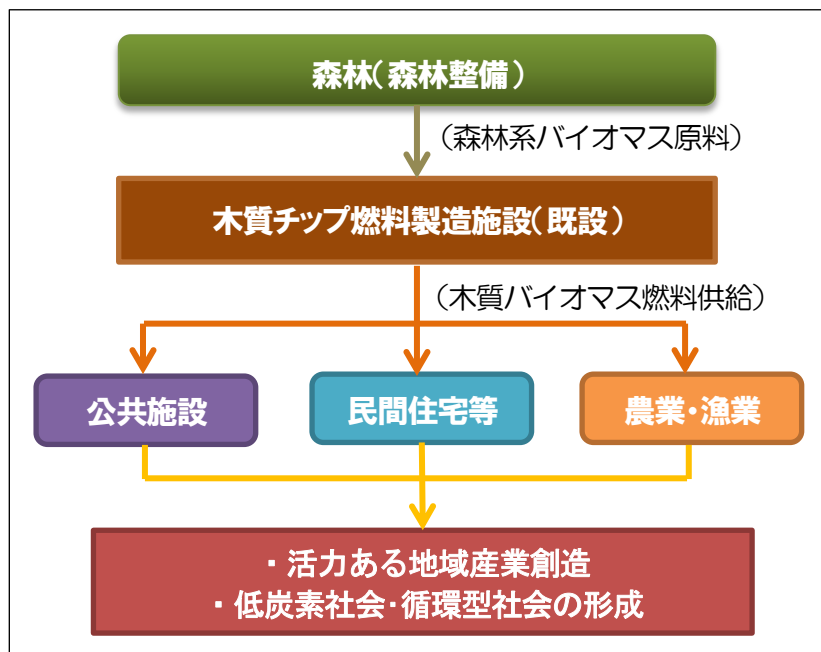 森林(森林整備)
(森林系バイオマス原料)
木質チップ燃料製造施設(既設)
(木質バイオマス燃料供給)
公共施設
民間住宅等
農業・漁業
・活力ある地域産業創造
・低炭素社会・循環型社会の形成